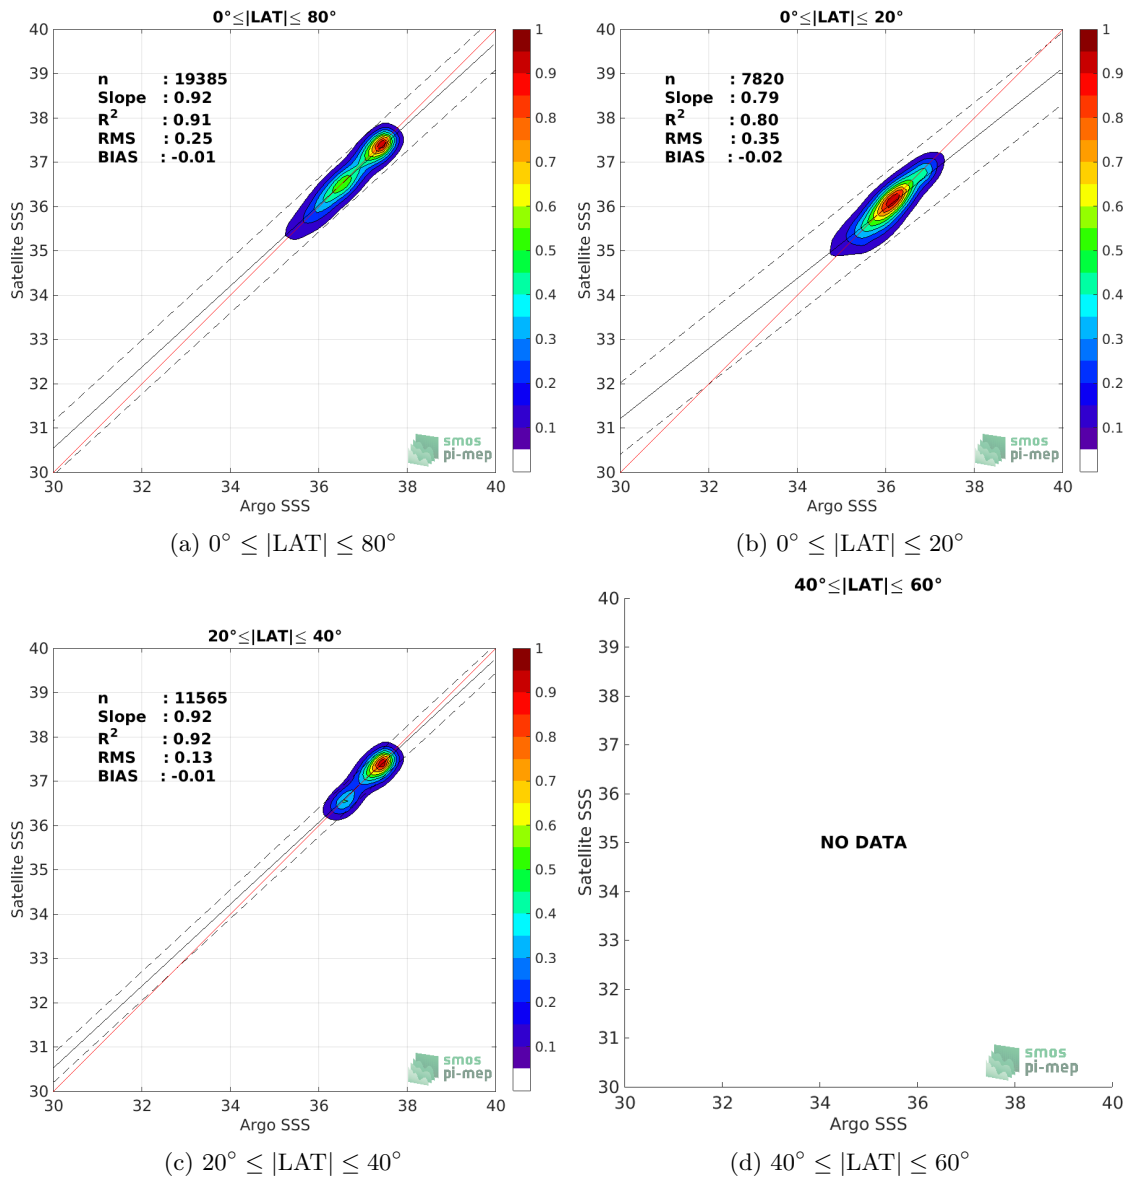 0°≤|LAT|≤ 80°
40
39
38
37
36
35
34
33
32
31
30
Satellite SSS
n : 19385
Slope : 0.92
R² : 0.91
RMS : 0.25
BIAS : -0.01
smos
pi-mep
30 32 34 36 38 40
Argo SSS
1
0.9
0.8
0.7
0.6
0.5
0.4
0.3
0.2
0.1
(a) 0° ≤ |LAT| ≤ 80°
0°≤|LAT|≤ 20°
40
39
38
37
36
35
34
33
32
31
30
Satellite SSS
n : 7820
Slope : 0.79
R² : 0.80
RMS : 0.35
BIAS : -0.02
smos
pi-mep
30 32 34 36 38 40
Argo SSS
1
0.9
0.8
0.7
0.6
0.5
0.4
0.3
0.2
0.1
(b) 0° ≤ |LAT| ≤ 20°
20°≤|LAT|≤ 40°
40
39
38
37
36
35
34
33
32
31
30
Satellite SSS
n : 11565
Slope : 0.92
R² : 0.92
RMS : 0.13
BIAS : -0.01
smos
pi-mep
30 32 34 36 38 40
Argo SSS
1
0.9
0.8
0.7
0.6
0.5
0.4
0.3
0.2
0.1
(c) 20° ≤ |LAT| ≤ 40°
40°≤|LAT|≤ 60°
40
39
38
37
36
35
34
33
32
31
30
Satellite SSS
NO DATA
smos
pi-mep
30 32 34 36 38 40
Argo SSS
(d) 40° ≤ |LAT| ≤ 60°